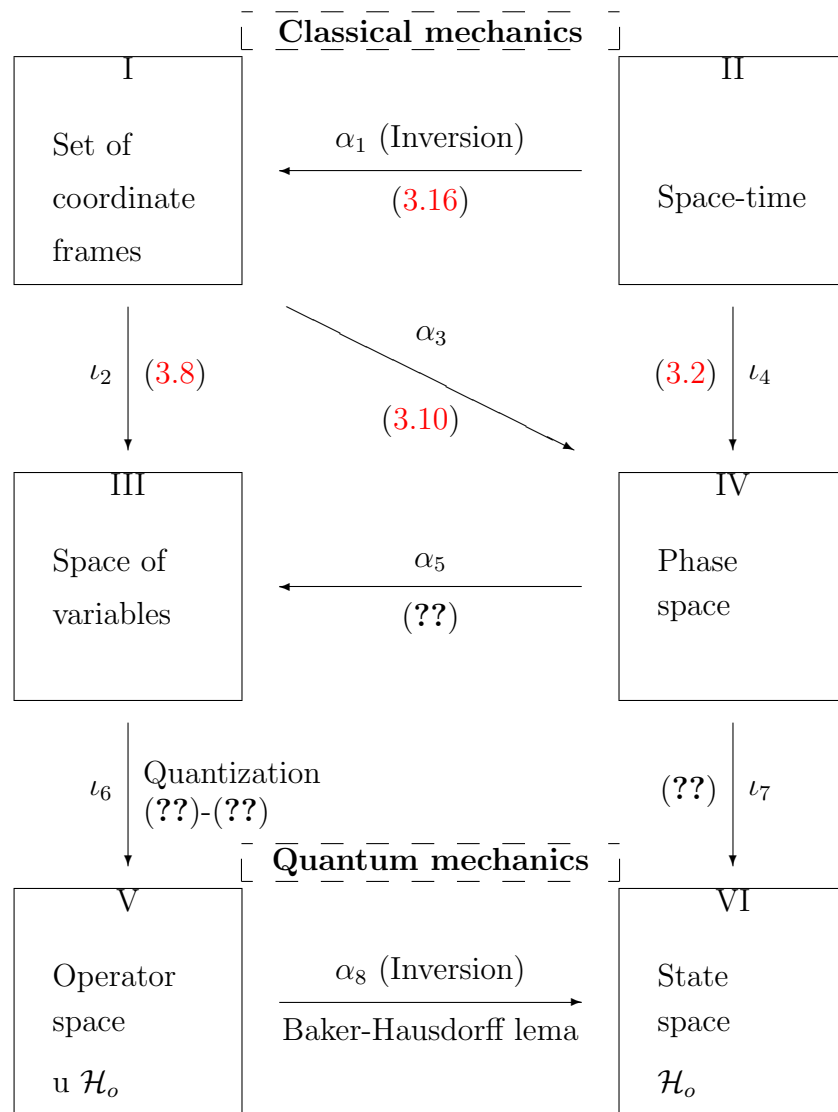 Classical mechanics
I
II
Set of
coordinate
frames
α₁ (Inversion)
(3.16)
Space-time
ι₂ (3.8)
α₃
(3.10)
(3.2) ι₄
III
IV
Space of
variables
α₅
(??)
Phase
space
ι₆
Quantization
(??)-(??)
(??) ι₇
Quantum mechanics
V
VI
Operator
space
u ℋₒ
α₈ (Inversion)
Baker-Hausdorff lema
State
space
ℋₒ